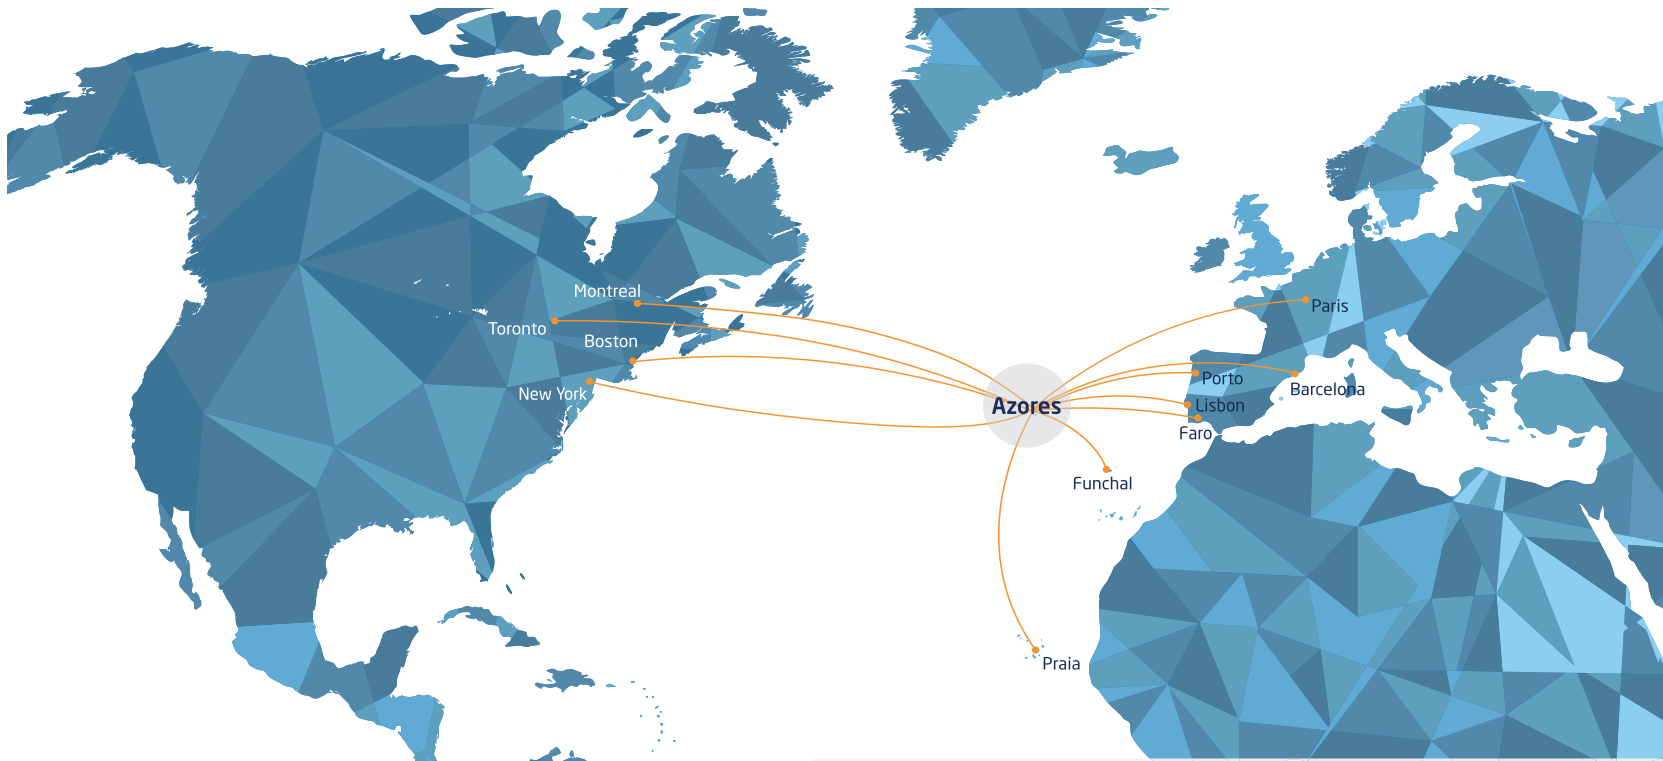 Montreal
Toronto
Boston
New York
Azores
Paris
Porto
Barcelona
Lisbon
Faro
Funchal
Praia